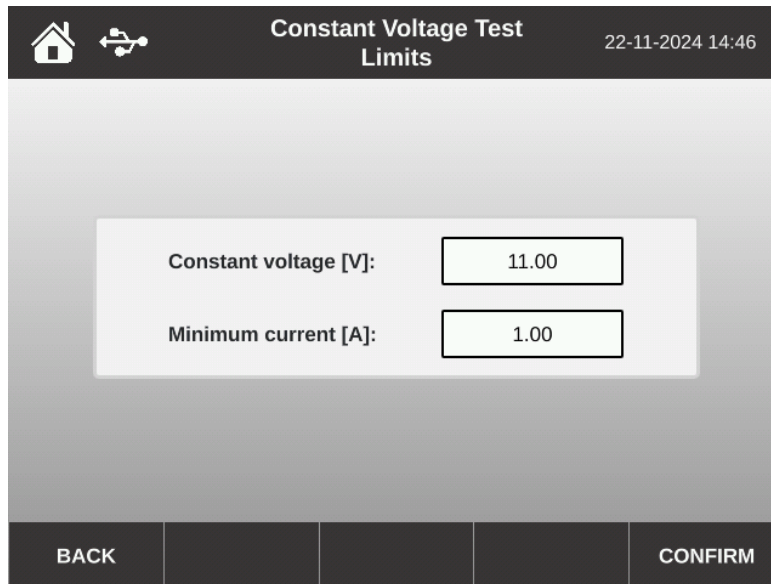 Constant Voltage Test
Limits
22-11-2024 14:46
Constant voltage [V]: 11.00
Minimum current [A]: 1.00
BACK CONFIRM